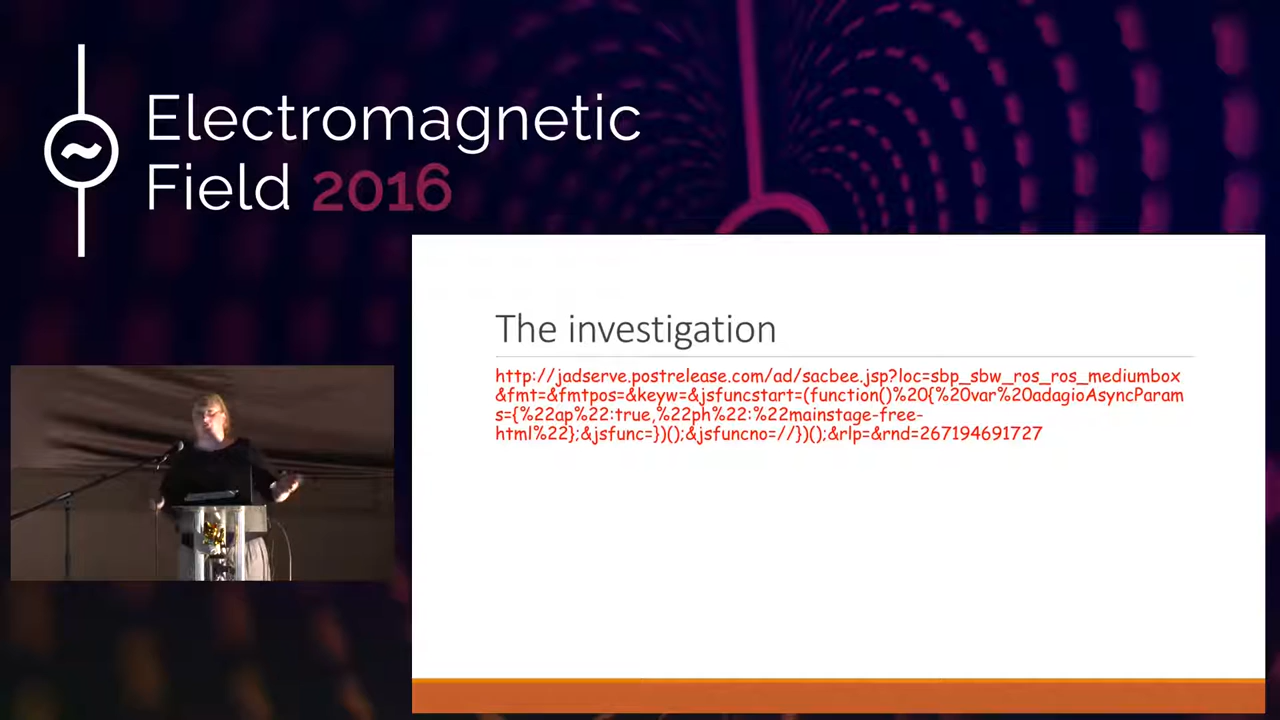 Electromagnetic
Field 2016
The investigation
http://jadserve.postrelease.com/ad/sacbee.jsp?loc=sbp_sbw_ros_ros_mediumbox
&fmt=&fmtpos=&keyw=&jsfuncstart=(function()%20{%20var%20adagioAsyncParam
s={%22ap%22:true,%22ph%22:%22mainstage-free-
html%22};&jsfunc=})();&jsfuncno=//})();&rlp=&rnd=267194691727